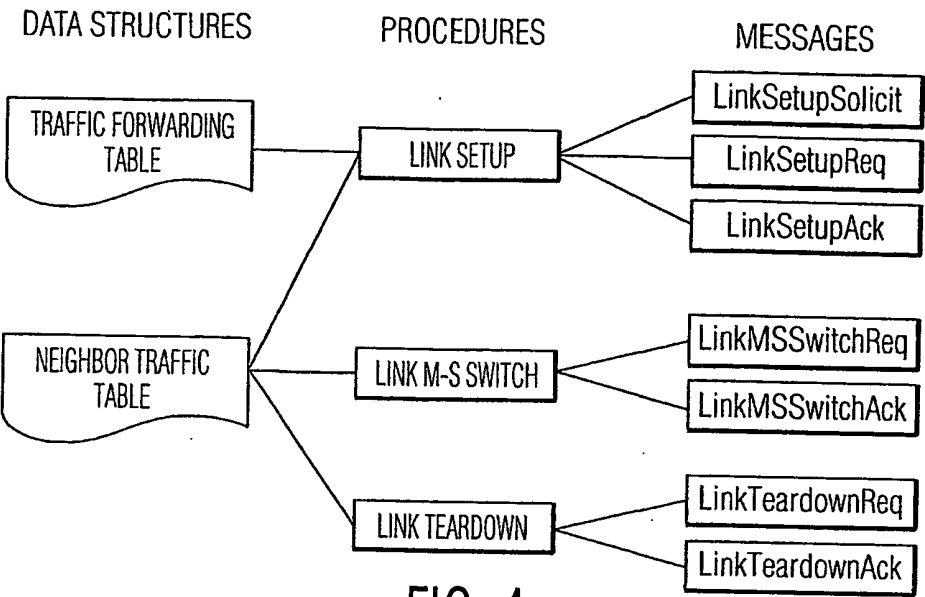 DATA STRUCTURES
PROCEDURES
MESSAGES
TRAFFIC FORWARDING
TABLE
LINK SETUP
LinkSetupSolicit
LinkSetupReq
LinkSetupAck
NEIGHBOR TRAFFIC
TABLE
LINK M-S SWITCH
LinkMSSwitchReq
LinkMSSwitchAck
LINK TEARDOWN
LinkTeardownReq
LinkTeardownAck